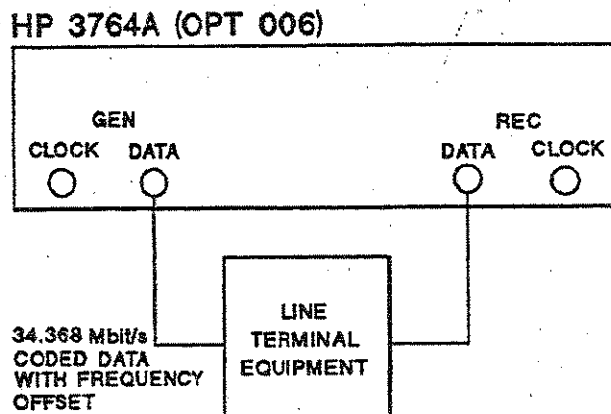 HP 3764A (OPT 006)
GEN
REC
CLOCK DATA
DATA CLOCK
LINE
TERMINAL
EQUIPMENT
34.368 Mbit/s
CODED DATA
WITH FREQUENCY
OFFSET